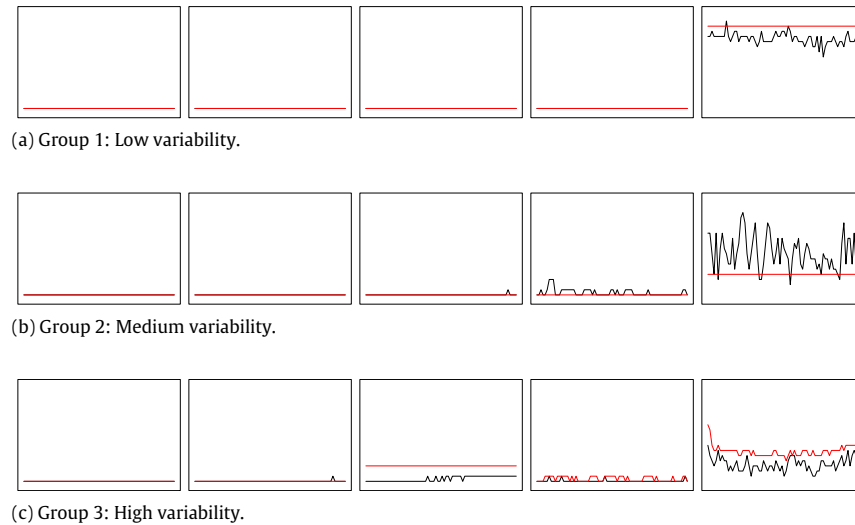 (a) Group 1: Low variability.
(b) Group 2: Medium variability.
(c) Group 3: High variability.